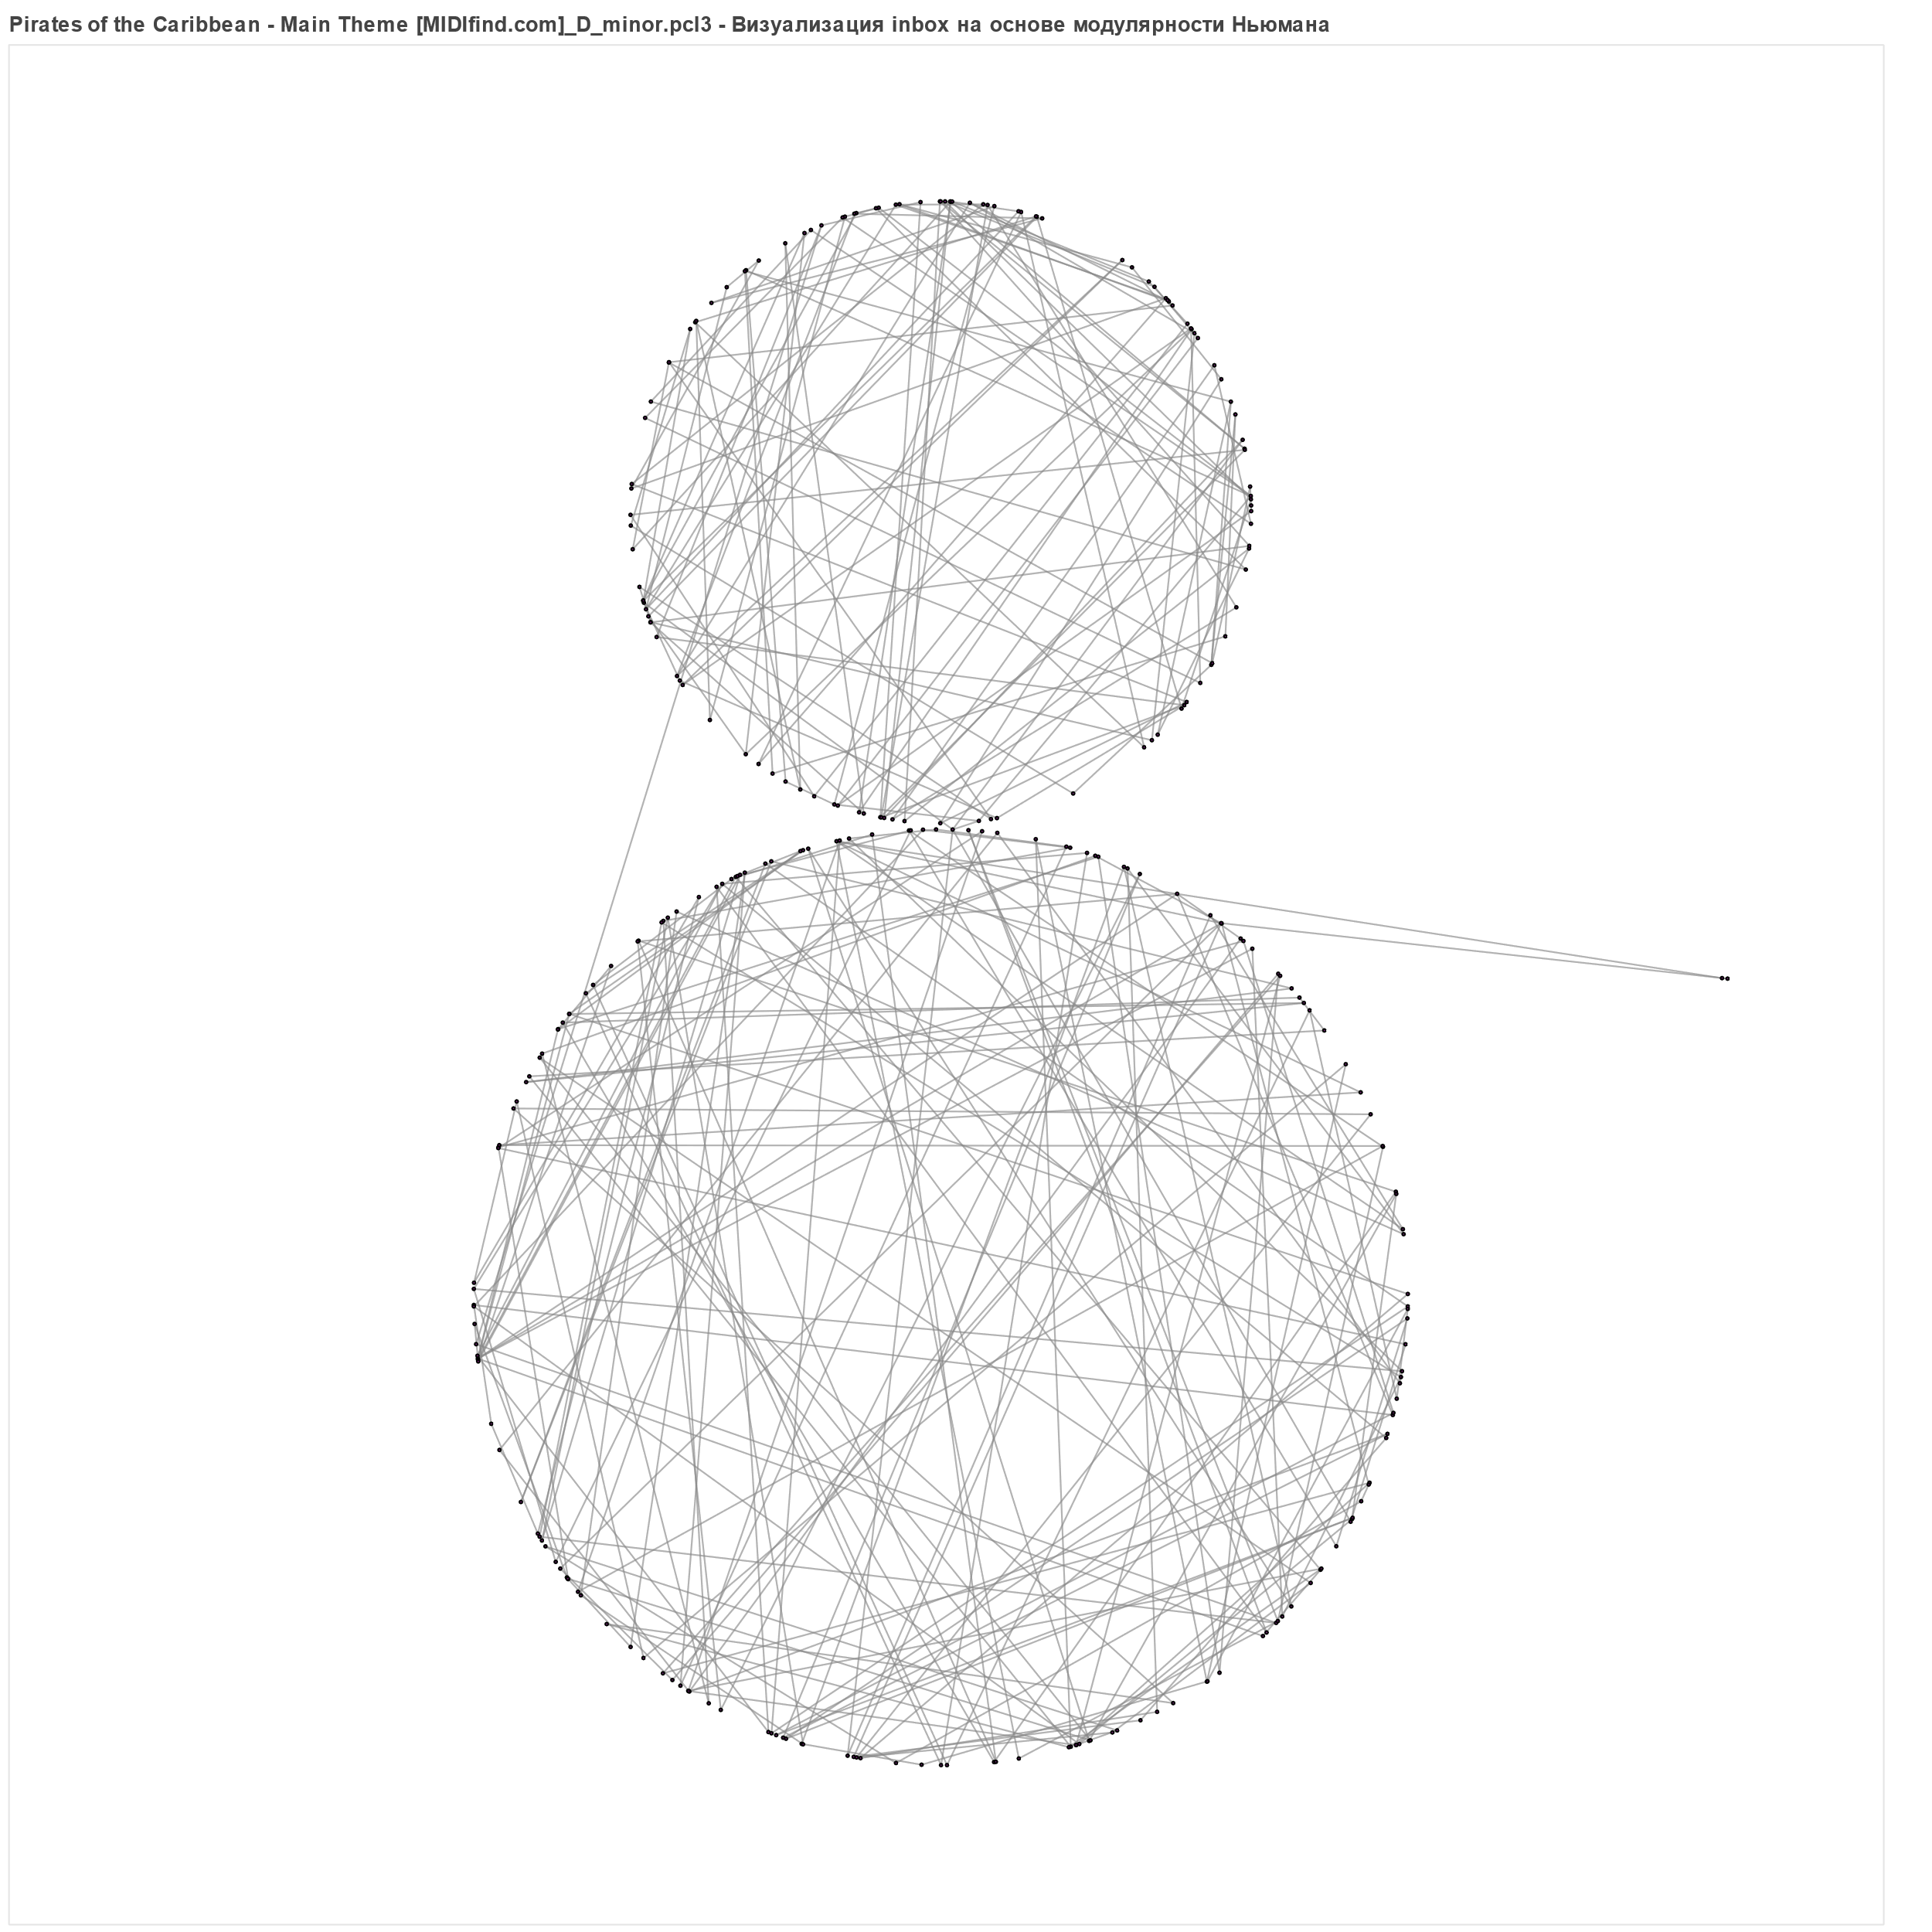 Pirates of the Caribbean - Main Theme [MIDIfind.com]_D_minor.pcl3 - Визуализация inbox на основе модулярности Ньюмана